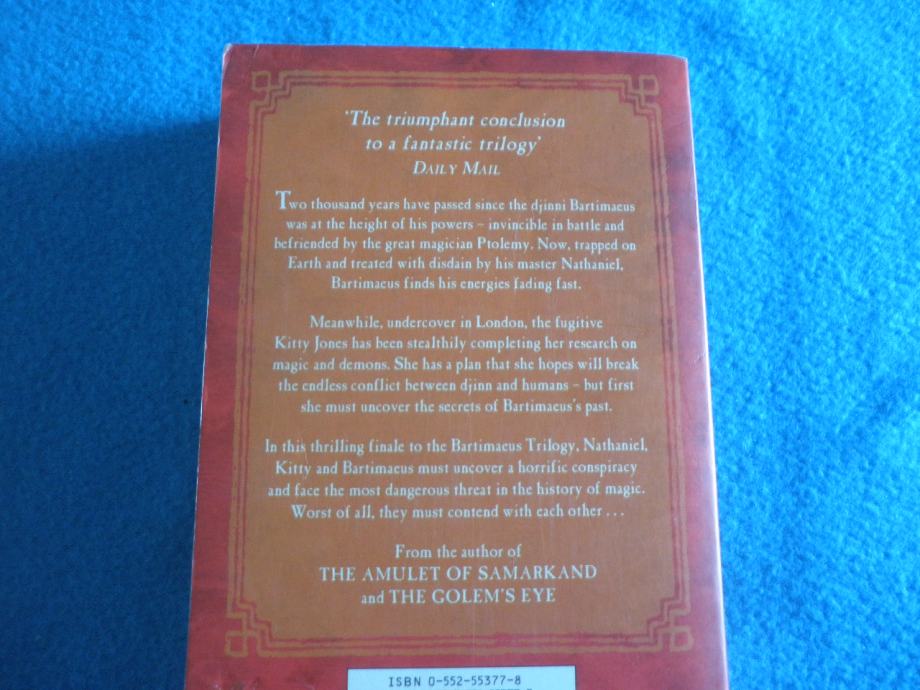 'The triumphant conclusion
to a fantastic trilogy'
DAILY MAIL
Two thousand years have passed since the djinni Bartimaeus
was at the height of his powers – invincible in battle and
befriended by the great magician Ptolemy. Now, trapped on
Earth and treated with disdain by his master Nathaniel,
Bartimaeus finds his energies fading fast.
Meanwhile, undercover in London, the fugitive
Kitty Jones has been stealthily completing her research on
magic and demons. She has a plan that she hopes will break
the endless conflict between djinn and humans – but first
she must uncover the secrets of Bartimaeus's past.
In this thrilling finale to the Bartimaeus Trilogy, Nathaniel,
Kitty and Bartimaeus must uncover a horrific conspiracy
and face the most dangerous threat in the history of magic.
Worst of all, they must contend with each other . . .
From the author of
THE AMULET OF SAMARKAND
and THE GOLEM'S EYE
ISBN 0-552-55377-8